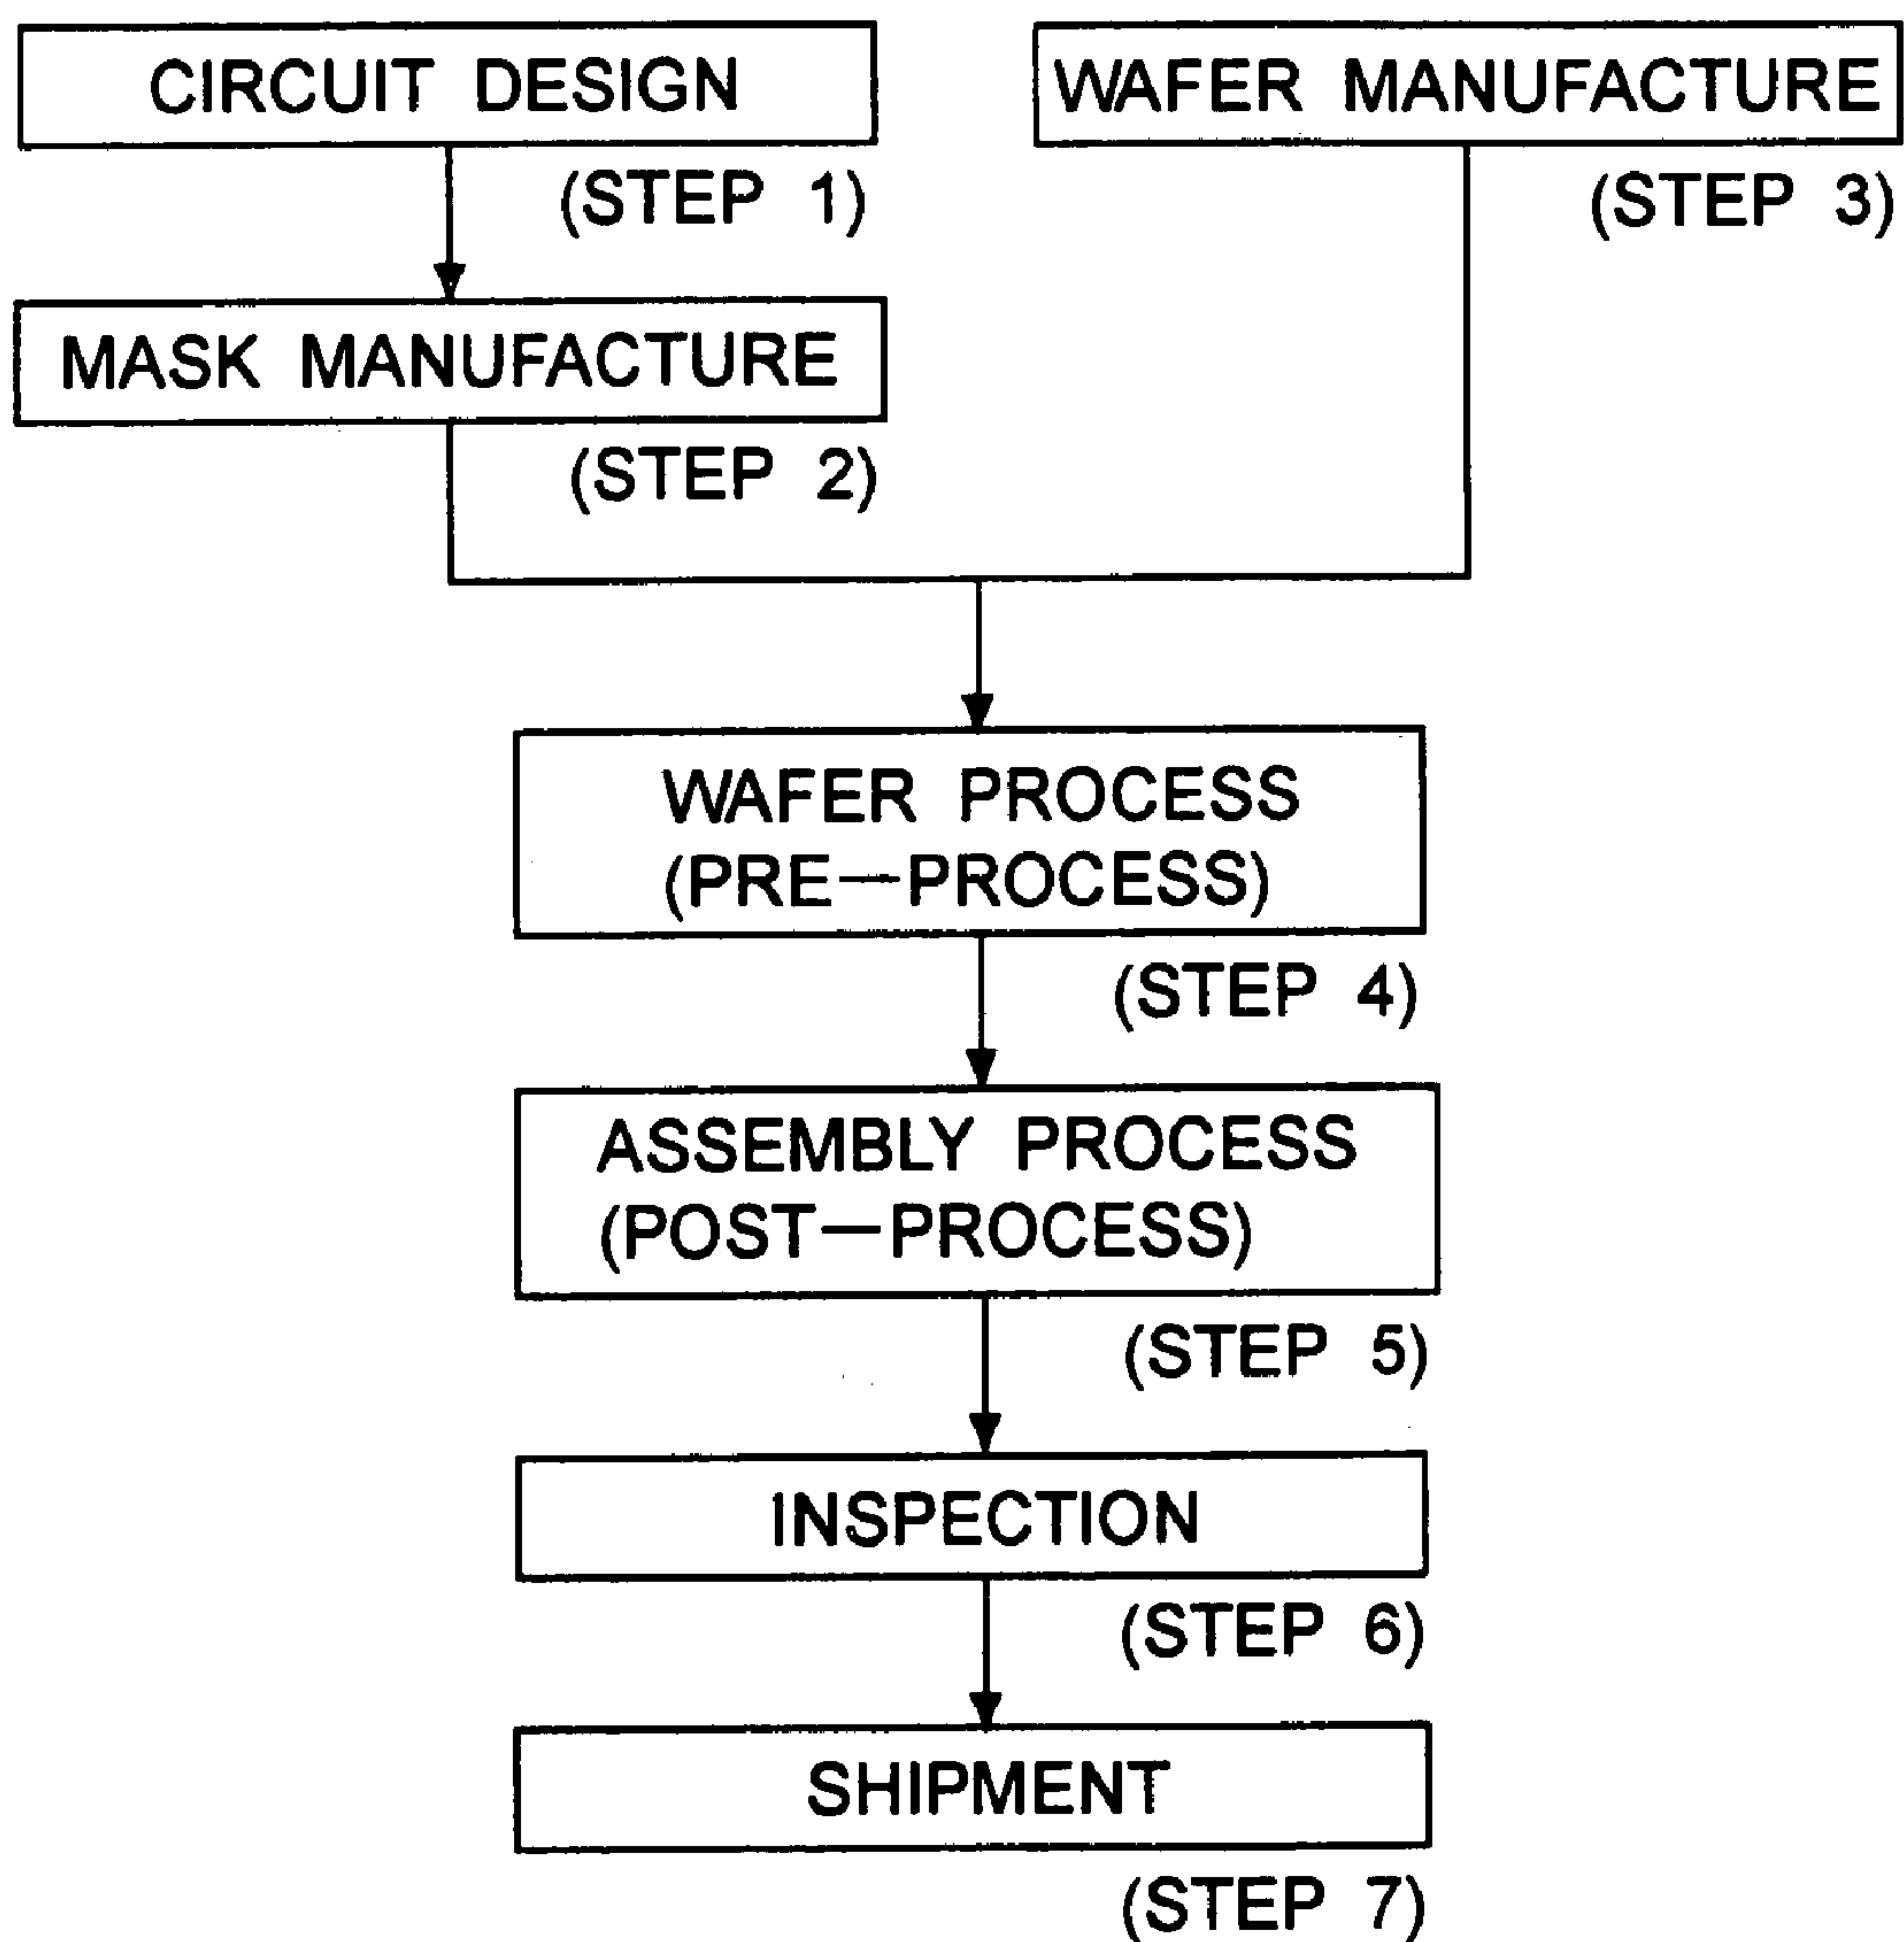 CIRCUIT DESIGN
(STEP 1)
WAFER MANUFACTURE
(STEP 3)
MASK MANUFACTURE
(STEP 2)
WAFER PROCESS
(PRE—PROCESS)
(STEP 4)
ASSEMBLY PROCESS
(POST—PROCESS)
(STEP 5)
INSPECTION
(STEP 6)
SHIPMENT
(STEP 7)